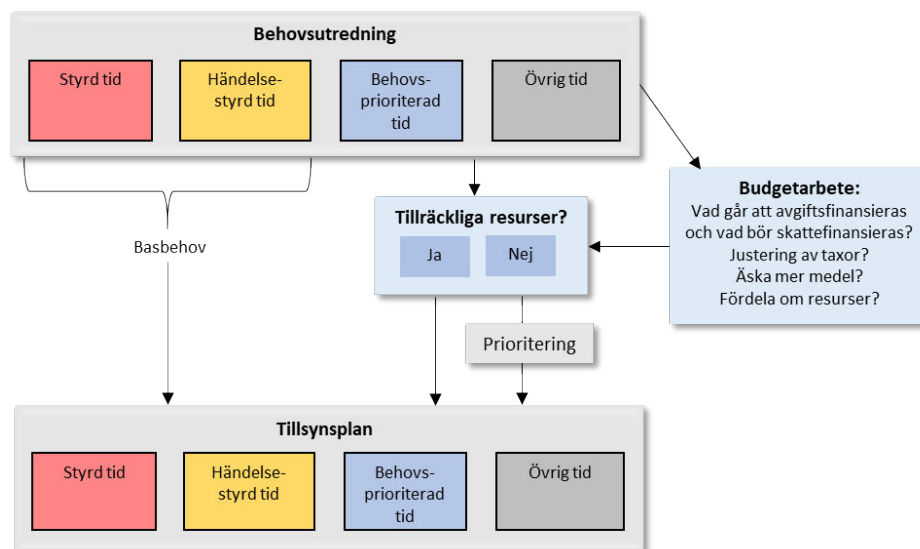 Behovsutredning
Styrd tid
Händelse-
styrd tid
Behovs-
prioriterad
tid
Övrig tid
Budgetarbete:
Vad går att avgiftsfinansieras
och vad bör skattefinansieras?
Justering av taxor?
Äska mer medel?
Fördela om resurser?
Tillräckliga resurser?
Ja
Nej
Basbehov
Prioritering
Tillsynsplan
Styrd tid
Händelse-
styrd tid
Behovs-
prioriterad
tid
Övrig tid